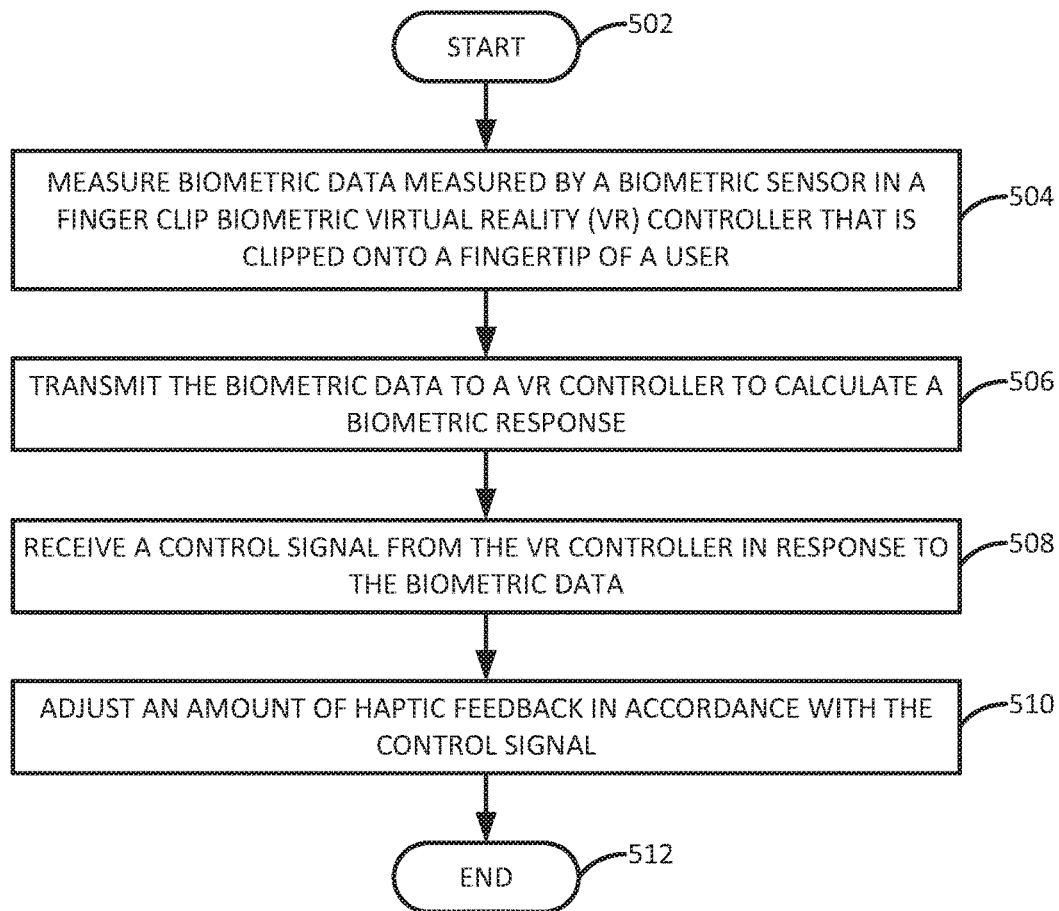 START
502
MEASURE BIOMETRIC DATA MEASURED BY A BIOMETRIC SENSOR IN A
FINGER CLIP BIOMETRIC VIRTUAL REALITY (VR) CONTROLLER THAT IS
CLIPPED ONTO A FINGERTIP OF A USER
504
TRANSMIT THE BIOMETRIC DATA TO A VR CONTROLLER TO CALCULATE A
BIOMETRIC RESPONSE
506
RECEIVE A CONTROL SIGNAL FROM THE VR CONTROLLER IN RESPONSE TO
THE BIOMETRIC DATA
508
ADJUST AN AMOUNT OF HAPTIC FEEDBACK IN ACCORDANCE WITH THE
CONTROL SIGNAL
510
END
512